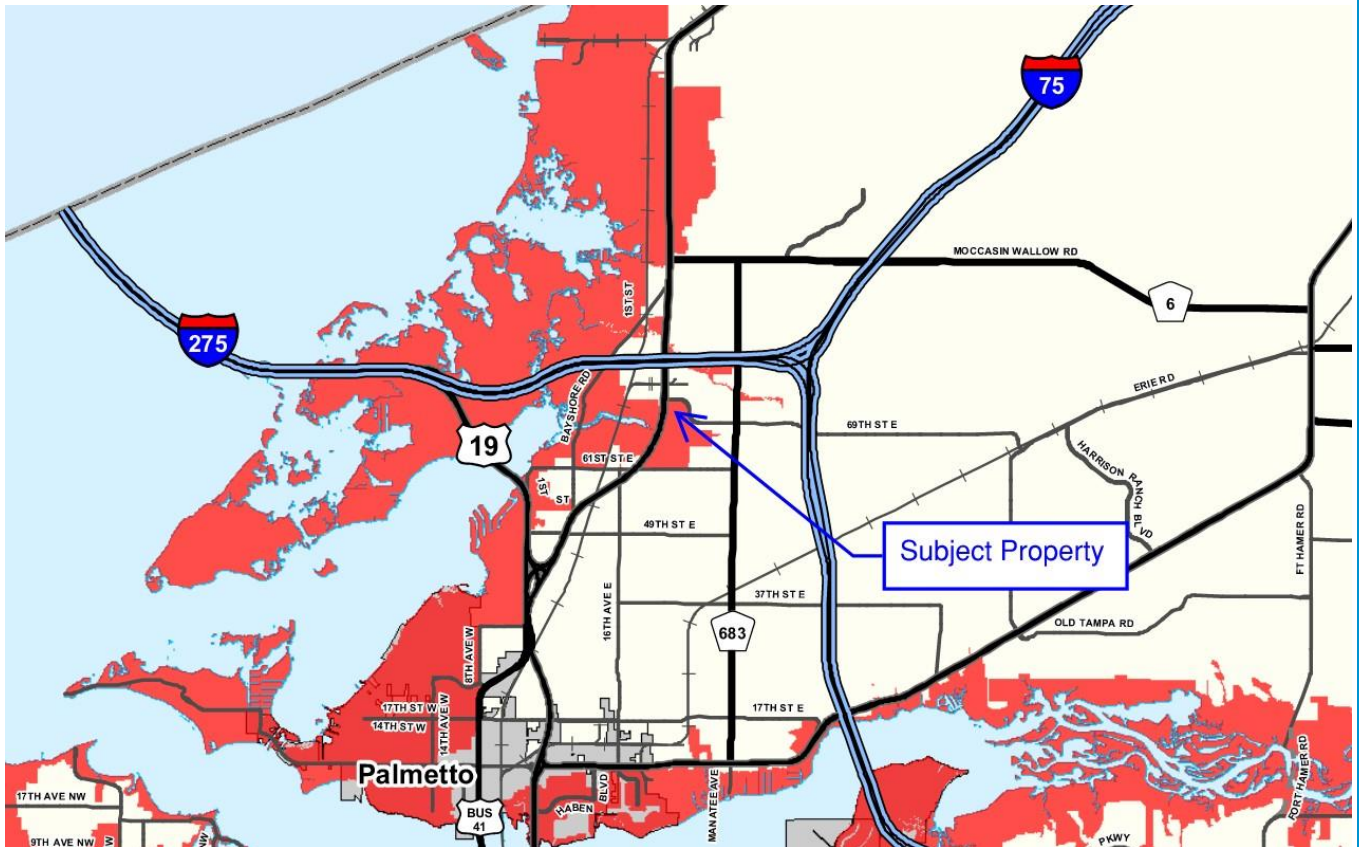 75
MOCCASIN WALLOW RD
6
1ST ST
275
ERIE RD
BAYSHORE RD
19
69TH ST E
61ST ST E
1ST
ST
HARRISON RANCH BLVD
49TH ST E
Subject Property
FT HAMER RD
37TH ST E
16TH AVE E
683
OLD TAMPA RD
8TH AVE W
17TH ST W
17TH ST E
14TH ST W
14TH AVE W
Palmetto
HABEN
BLVD
MANATEE AVE
FORT HAMER RD
17TH AVE NW
BUS
41
9TH AVE NW
W
NW
PKWY